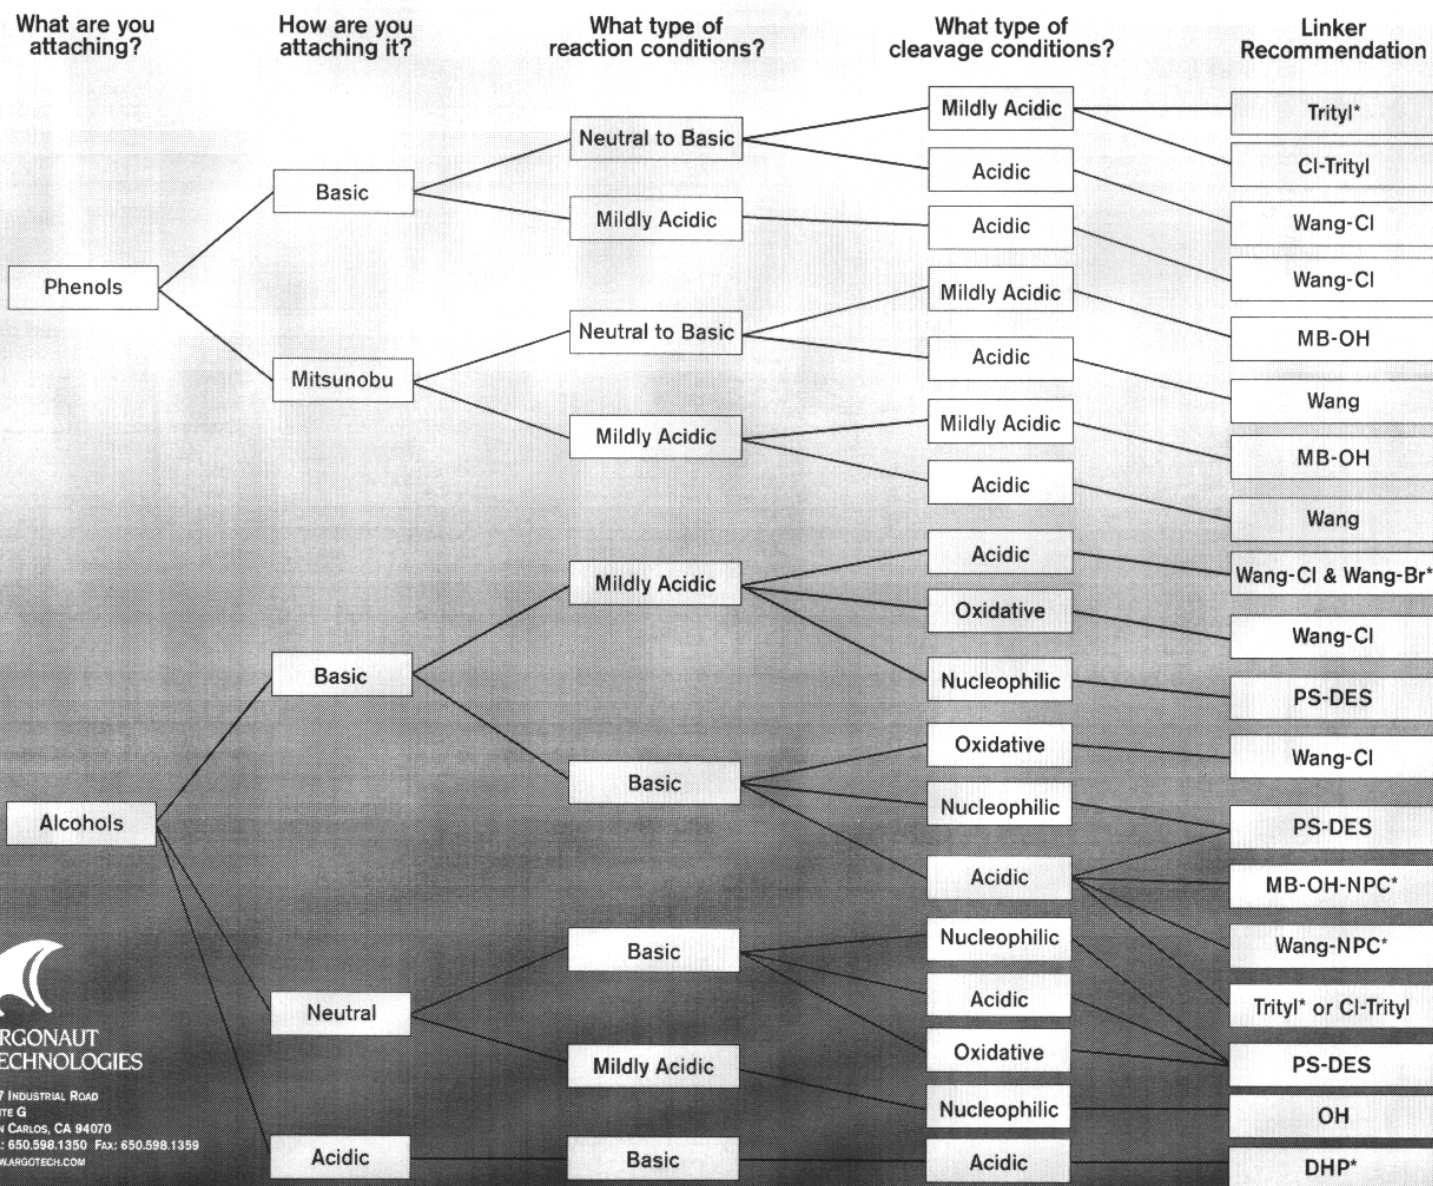 What are you
attaching?
How are you
attaching it?
What type of
reaction conditions?
What type of
cleavage conditions?
Linker
Recommendation
Phenols
Basic
Mitsunobu
Neutral to Basic
Mildly Acidic
Neutral to Basic
Mildly Acidic
Mildly Acidic
Acidic
Acidic
Mildly Acidic
Acidic
Mildly Acidic
Acidic
Trityl*
Cl-Trityl
Wang-Cl
Wang-Cl
MB-OH
Wang
MB-OH
Wang
Alcohols
Basic
Neutral
Acidic
Mildly Acidic
Basic
Basic
Mildly Acidic
Basic
Acidic
Oxidative
Nucleophilic
Oxidative
Nucleophilic
Acidic
Nucleophilic
Acidic
Oxidative
Nucleophilic
Acidic
Wang-Cl & Wang-Br*
Wang-Cl
PS-DES
Wang-Cl
PS-DES
MB-OH-NPC*
Wang-NPC*
Trityl* or Cl-Trityl
PS-DES
OH
DHP*
RGONAUT
ECHNOLOGIES
7 INDUSTRIAL ROAD
TE G
N CARLOS, CA 94070
: 650.598.1350 FAX: 650.598.1359
W.ARGOTECH.COM